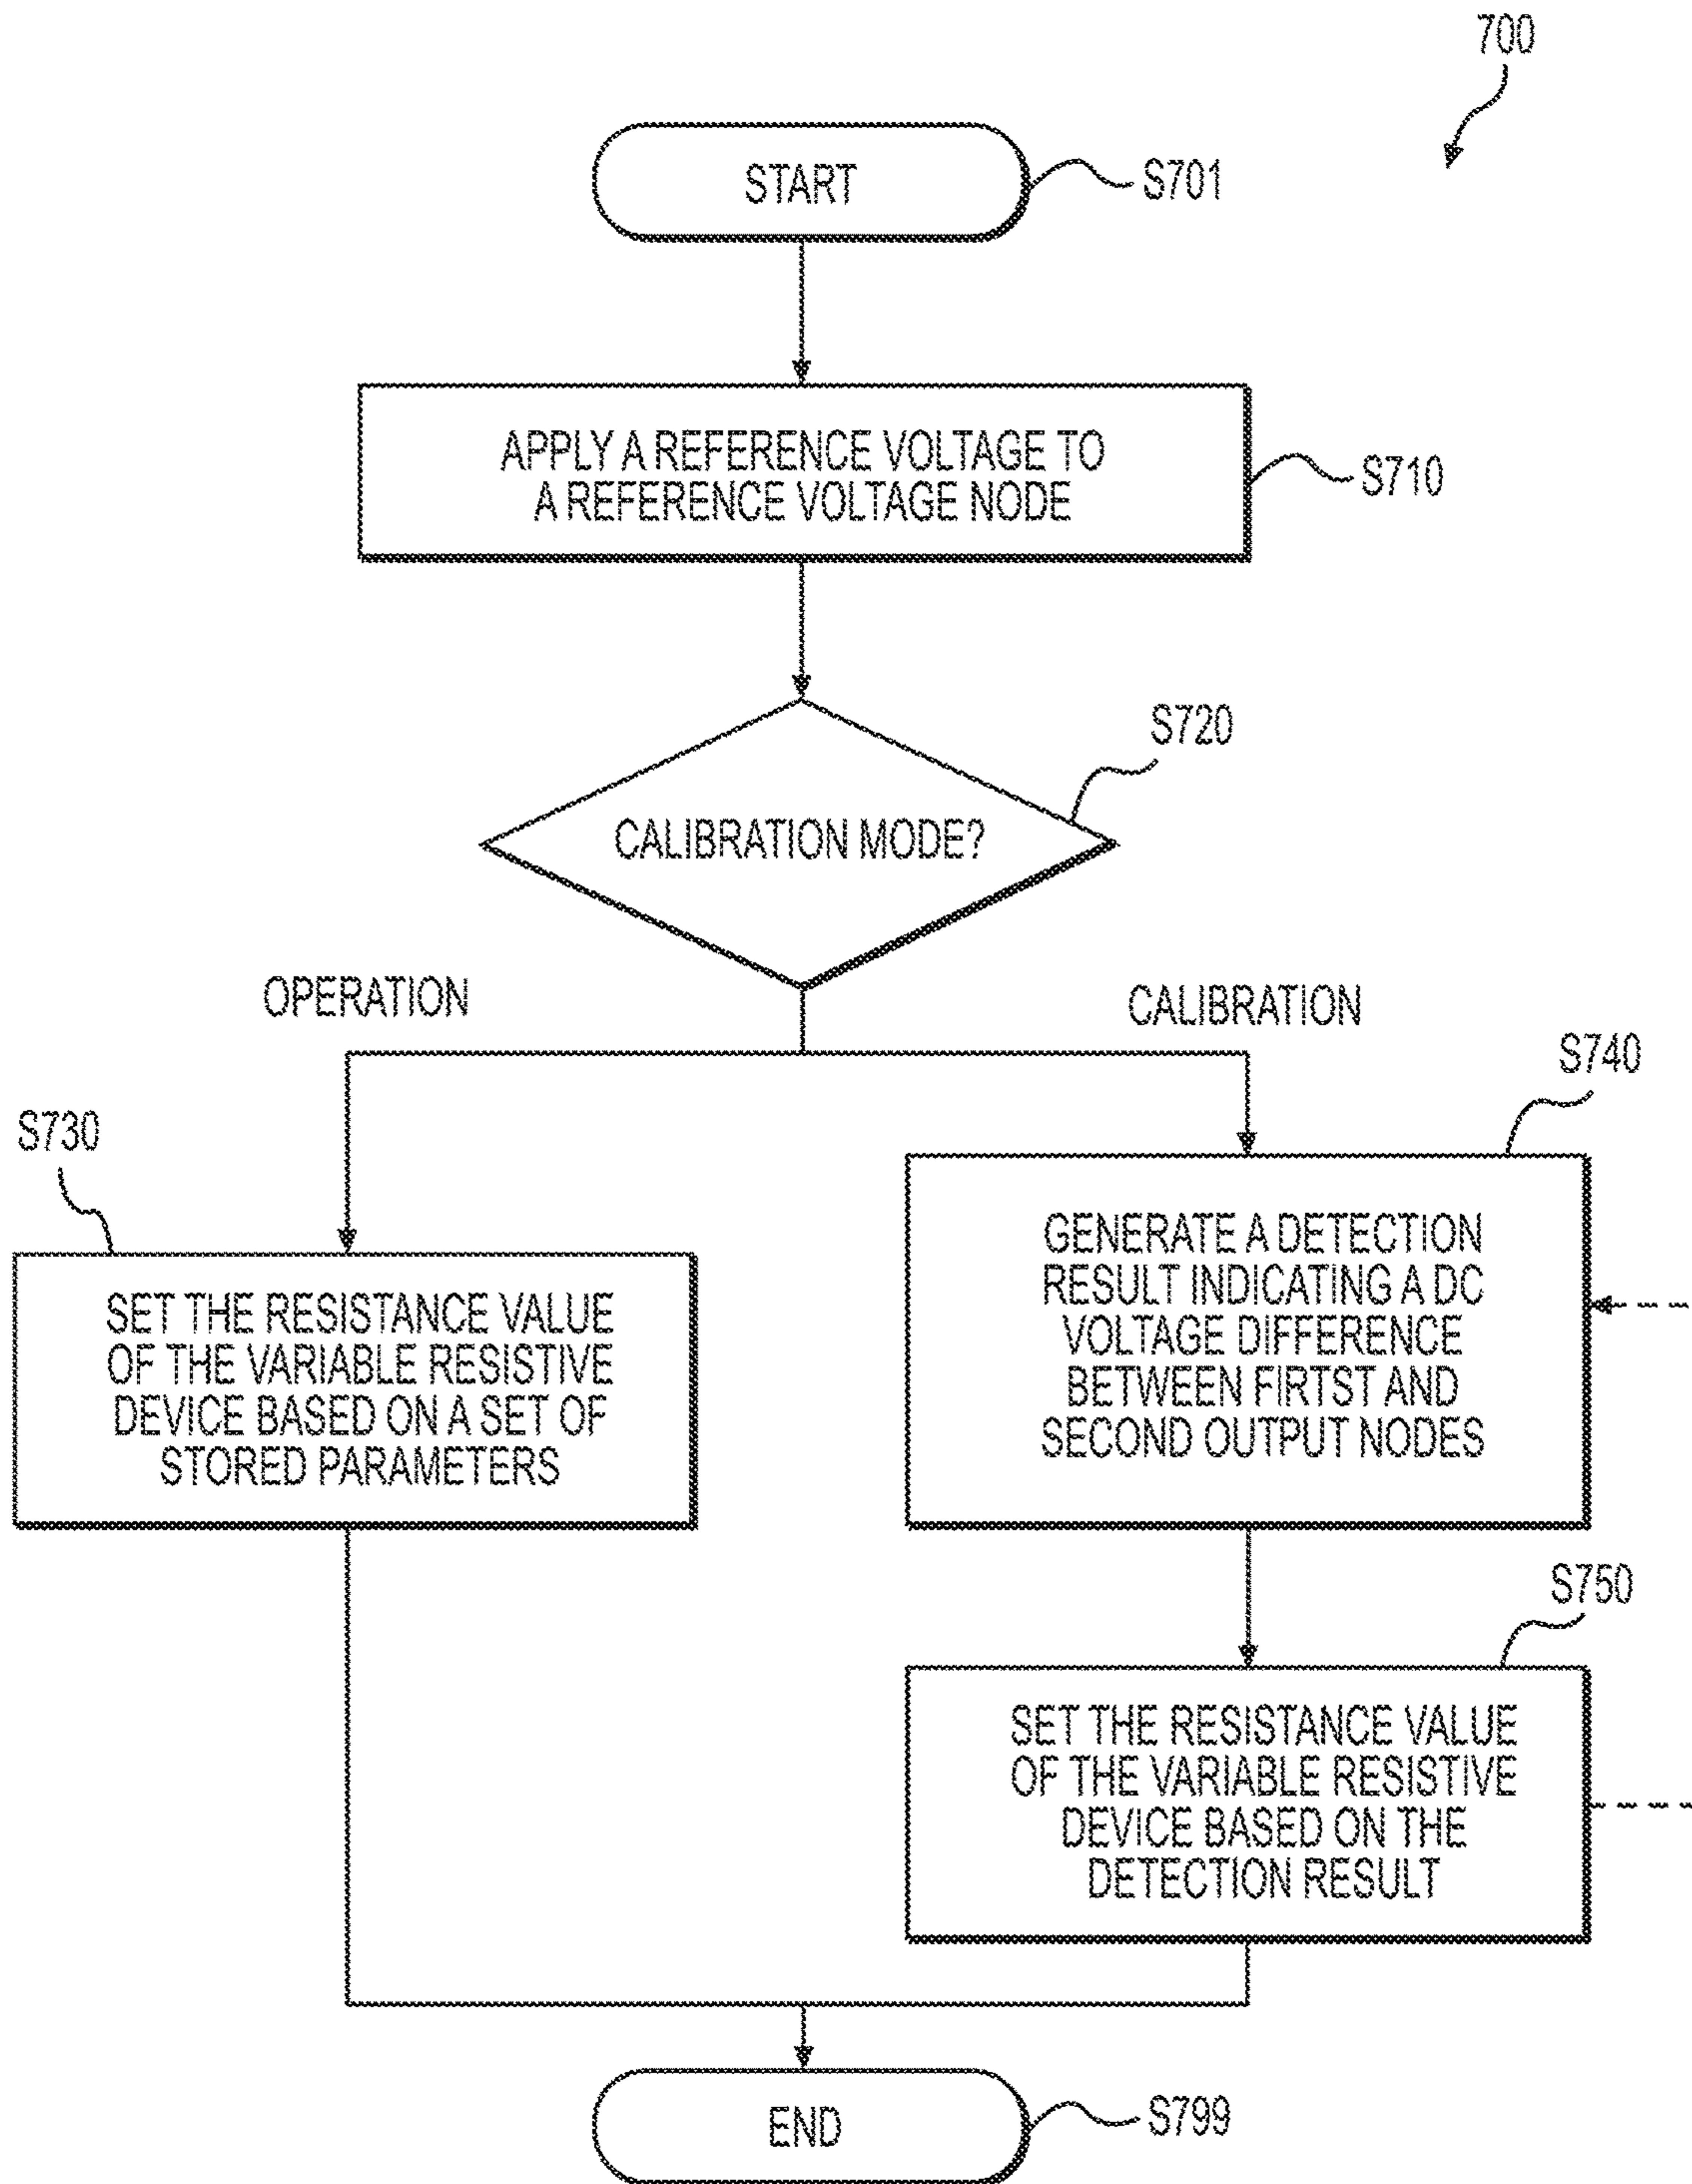 700
START
S701
APPLY A REFERENCE VOLTAGE TO
A REFERENCE VOLTAGE NODE
S710
S720
CALIBRATION MODE?
OPERATION
CALIBRATION
S730
SET THE RESISTANCE VALUE
OF THE VARIABLE RESISTIVE
DEVICE BASED ON A SET OF
STORED PARAMETERS
S740
GENERATE A DETECTION
RESULT INDICATING A DC
VOLTAGE DIFFERENCE
BETWEEN FIRTST AND
SECOND OUTPUT NODES
S750
SET THE RESISTANCE VALUE
OF THE VARIABLE RESISTIVE
DEVICE BASED ON THE
DETECTION RESULT
END
S799